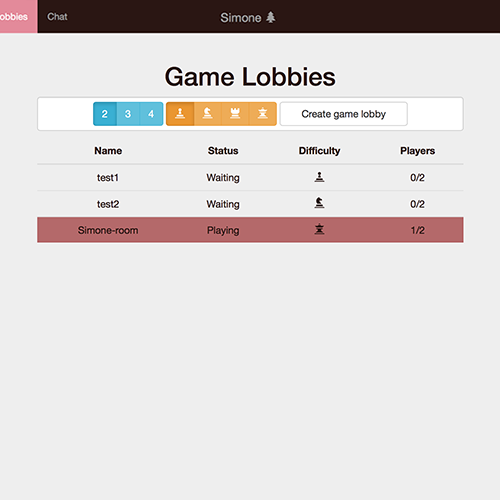 obbies Chat Simone
Game Lobbies
2 3 4 Create game lobby
Name Status Difficulty Players
test1 Waiting 0/2
test2 Waiting 0/2
Simone-room Playing 1/2